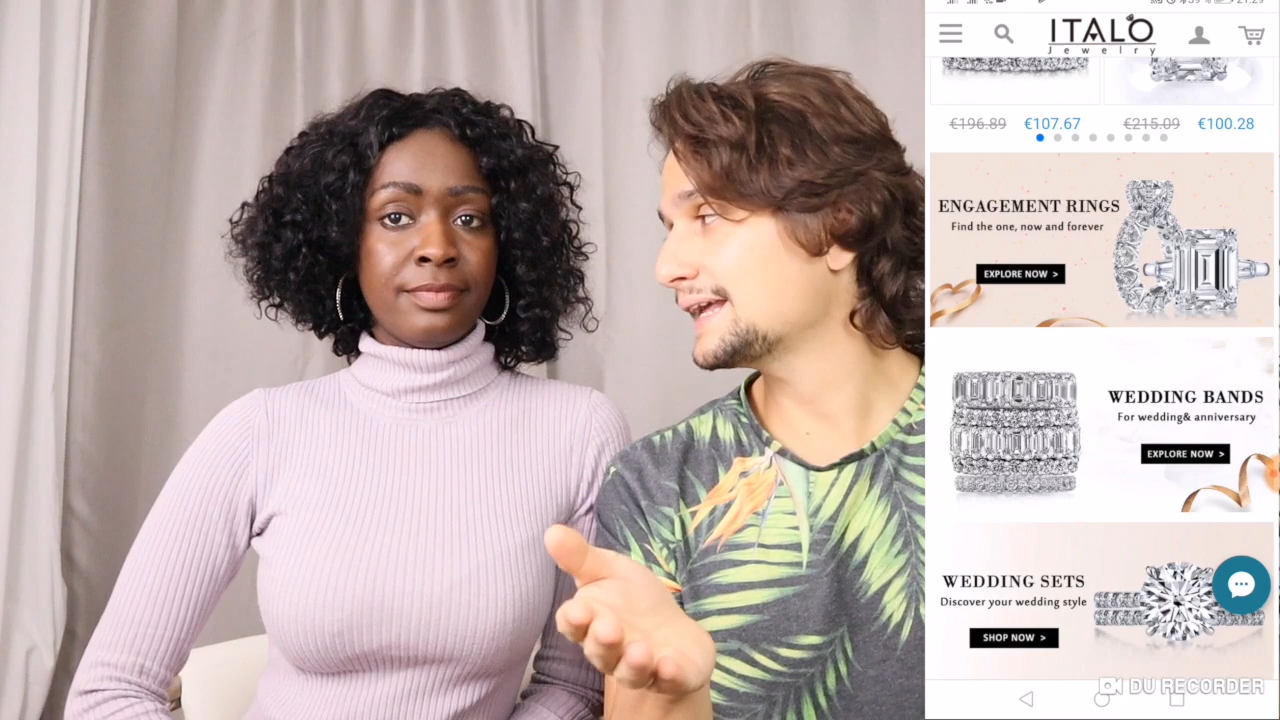 ITALO
Jewelry
€196.89 €107.67 €215.09 €100.28
ENGAGEMENT RINGS
Find the one, now and forever
EXPLORE NOW >
WEDDING BANDS
For wedding& anniversary
EXPLORE NOW >
WEDDING SETS
Discover your wedding style
SHOP NOW >
DU RECORDER